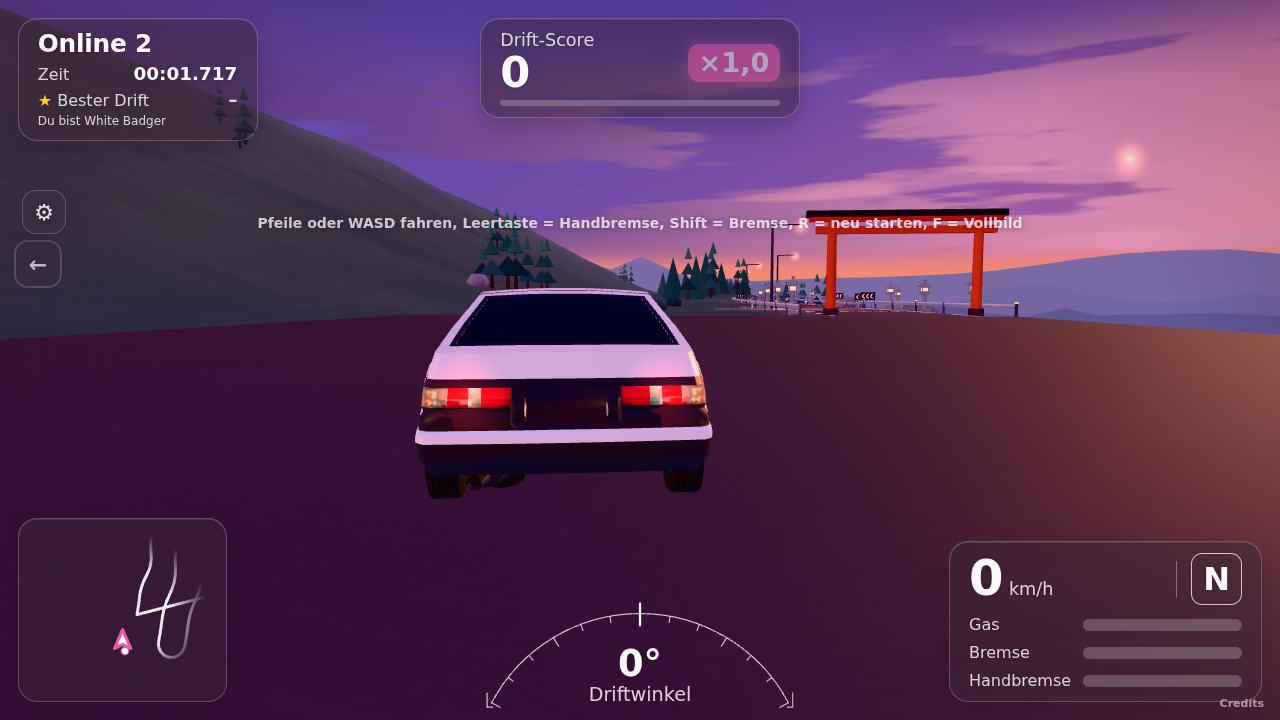 Online 2
Zeit 00:01.717
★ Bester Drift –
Du bist White Badger
Drift-Score
0
×1,0
Pfeile oder WASD fahren, Leertaste = Handbremse, Shift = Bremse, R = neu starten, F = Vollbild
0°
Driftwinkel
0 km/h
N
Gas
Bremse
Handbremse
Credits